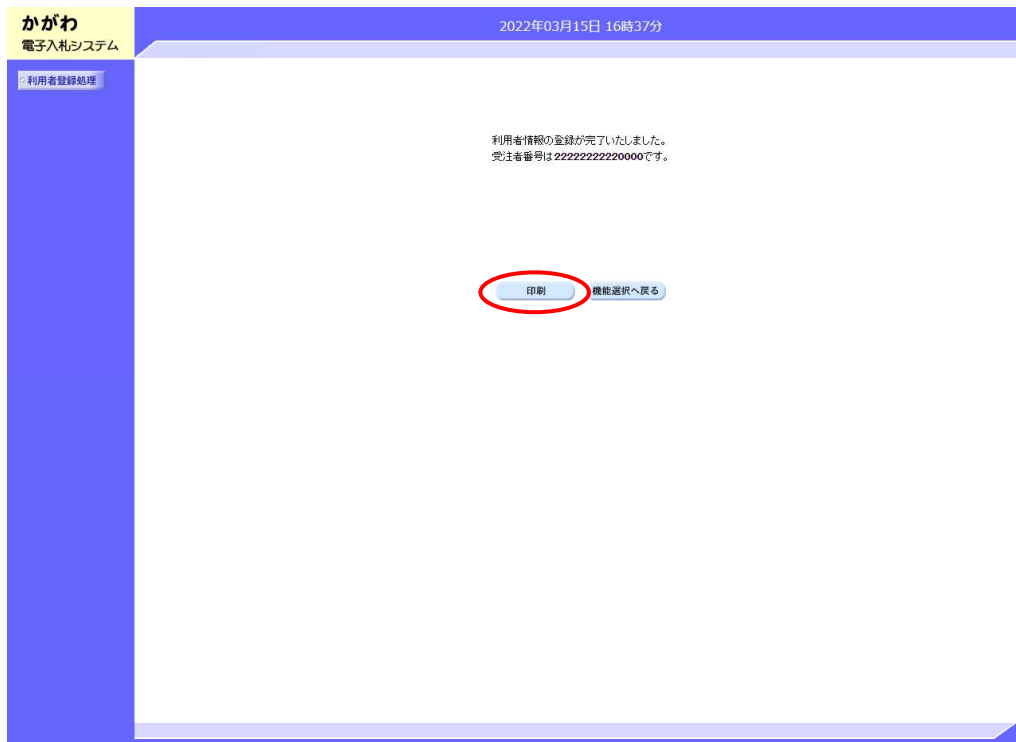 かがわ
電子入札システム
2022年03月15日 16時37分
利用者登録処理
利用者情報の登録が完了いたしました。
受注者番号は22222222220000です。
印刷
機能選択へ戻る